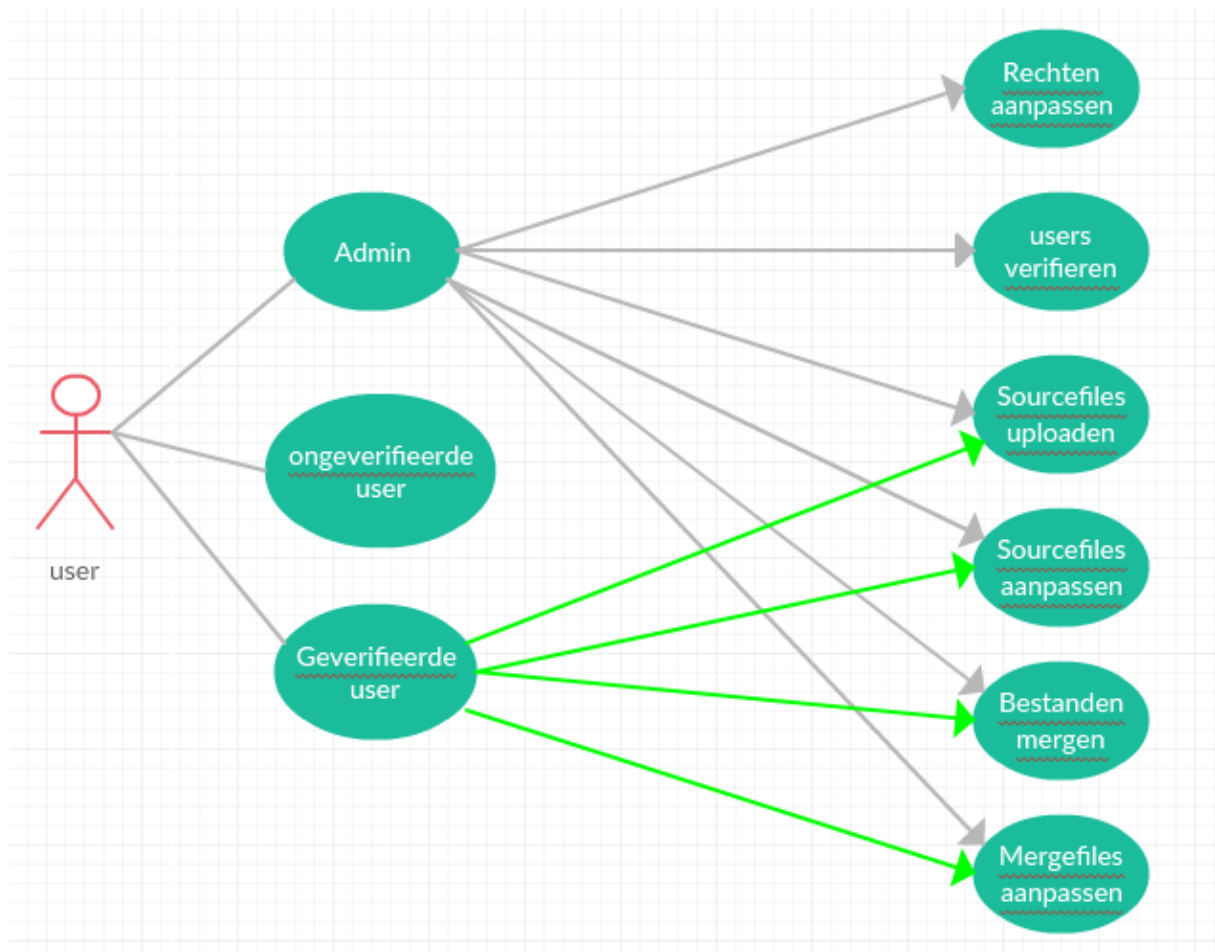 Rechten
aanpassen
users
verifieren
Admin
Sourcefiles
uploaden
ongeverifieerde
user
Sourcefiles
aanpassen
user
Geverifieerde
user
Bestanden
mergen
Mergefiles
aanpassen